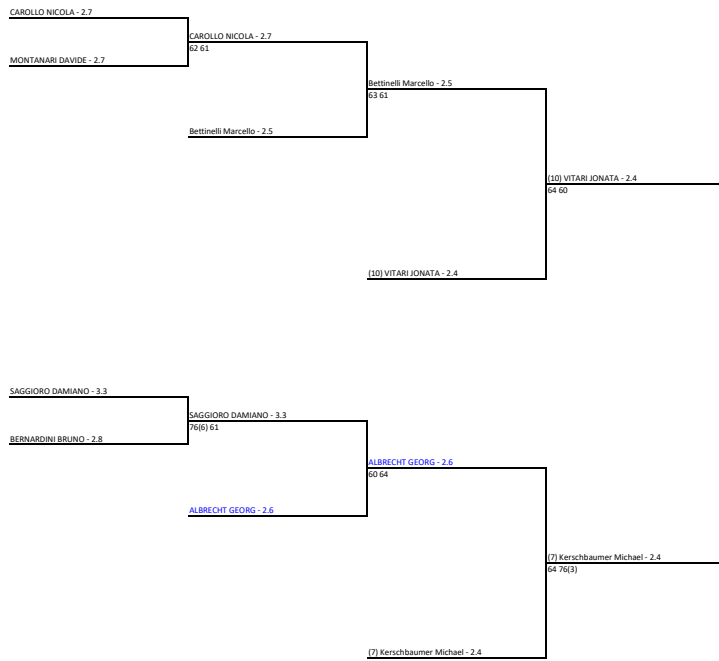 CAROLLO NICOLA - 2.7
CAROLLO NICOLA - 2.7
62 61
MONTANARI DAVIDE - 2.7
Bettinelli Marcello - 2.5
63 61
Bettinelli Marcello - 2.5
(10) VITARI JONATA - 2.4
64 60
(10) VITARI JONATA - 2.4
SAGGIORO DAMIANO - 3.3
SAGGIORO DAMIANO - 3.3
76(6) 61
BERNARDINI BRUNO - 2.8
ALBRECHT GEORG - 2.6
60 64
ALBRECHT GEORG - 2.6
(7) Kerschbaumer Michael - 2.4
64 76(3)
(7) Kerschbaumer Michael - 2.4